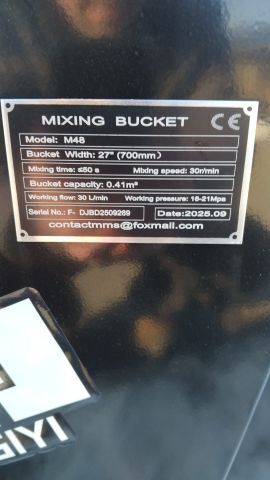 MIXING BUCKET CE
Model: M48
Bucket Width: 27" (700mm)
Mixing time: ≤60 s Mixing speed: 30r/min
Bucket capacity: 0.41m³
Working flow: 30 L/min Working pressure: 16-21Mpa
Serial No.: F- DJBD2509269 Date:2025.09
contactmms@foxmail.com
GIYI